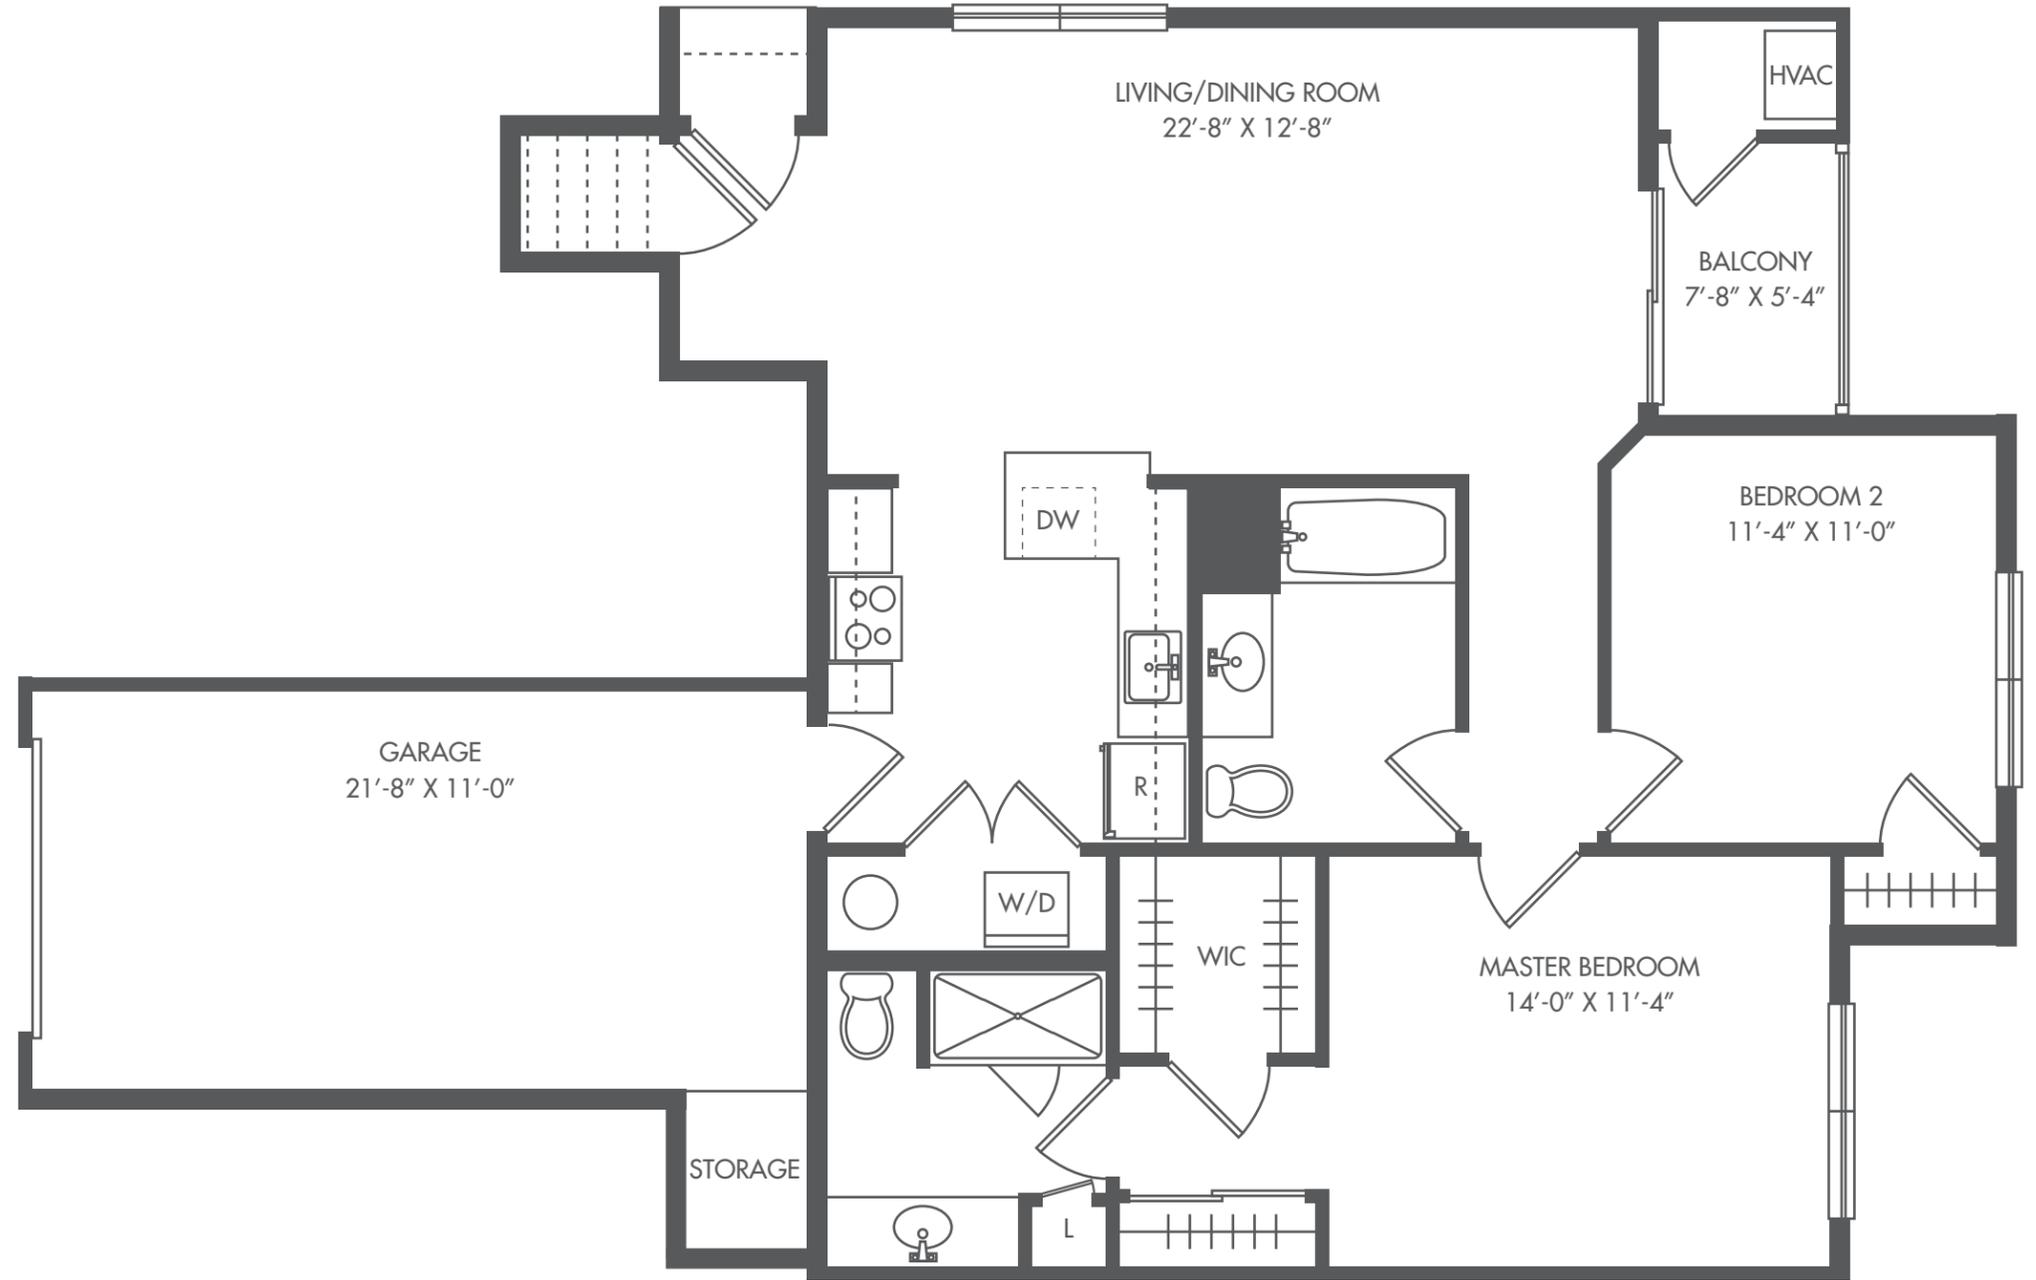 LIVING/DINING ROOM
22’-8” X 12’-8”
HVAC
BALCONY
7’-8” X 5’-4”
BEDROOM 2
11’-4” X 11’-0”
DW
GARAGE
21’-8” X 11’-0”
R
W/D
WIC
MASTER BEDROOM
14’-0” X 11’-4”
STORAGE
L